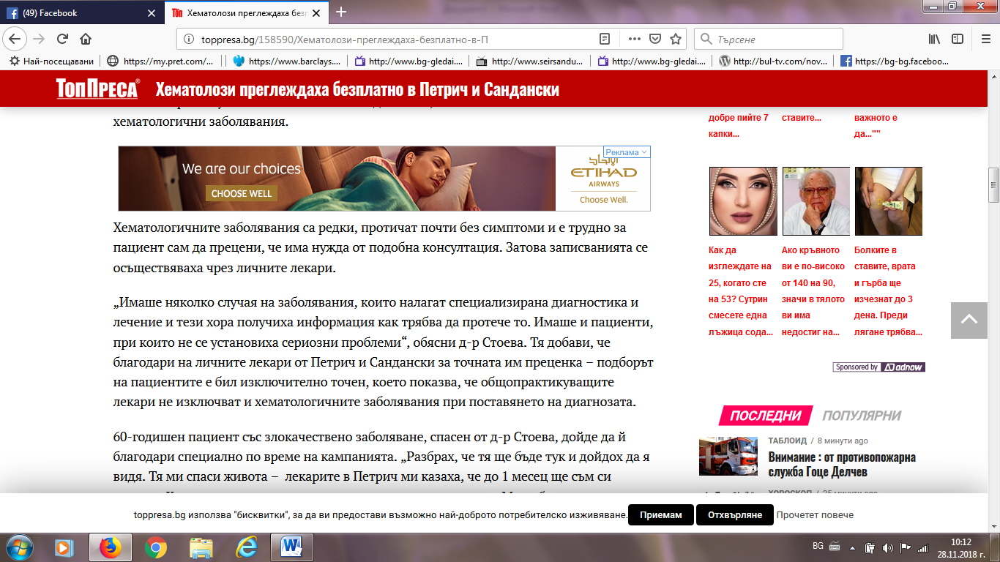 (49) Facebook
Хематолози преглеждаха без
toppresa.bg/158590/Хематолози-преглеждаха-безплатно-в-П
Търсене
Най-посещавани
https://my.pret.com/...
https://www.barclays....
http://www.bg-gledai....
http://www.seirsandu...
http://www.bg-gledai....
http://bul-tv.com/nov...
https://bg-bg.faceboo...
ТопПреса®
Хематолози преглеждаха безплатно в Петрич и Сандански
хематологични заболявания.
We are our choices
CHOOSE WELL
Реклама
الإتحاد
ETIHAD
AIRWAYS
Choose Well.
Хематологичните заболявания са редки, протичат почти без симптоми и е трудно за
пациент сам да прецени, че има нужда от подобна консултация. Затова записванията се
осъществяваха чрез личните лекари.
„Имаше няколко случая на заболявания, които налагат специализирана диагностика и
лечение и тези хора получиха информация как трябва да протече то. Имаше и пациенти,
при които не се установиха сериозни проблеми“, обясни д-р Стоева. Тя добави, че
благодари на личните лекари от Петрич и Сандански за точната им преценка – подборът
на пациентите е бил изключително точен, което показва, че общопрактикуващите
лекари не изключват и хематологичните заболявания при поставянето на диагнозата.
60-годишен пациент със злокачествено заболяване, спасен от д-р Стоева, дойде да й
благодари специално по време на кампанията. „Разбрах, че тя ще бъде тук и дойдох да я
видя. Тя ми спаси живота – лекарите в Петрич ми казаха, че до 1 месец ще съм си
добре пийте 7
капки...
ставите...
важното е
да...""
Как да
изглеждате на
25, когато сте
на 53? Сутрин
смесете една
лъжица сода...
Ако кръвното
ви е по-високо
от 140 на 90,
значи в тялото
ви има
недостиг на...
Болките в
ставите, врата
и гърба ще
изчезнат до 3
дена. Преди
лягане трябва...
Sponsored by adnow
ПОСЛЕДНИ
ПОПУЛЯРНИ
ТАБЛОИД / 8 минути ago
Внимание : от противопожарна
служба Гоце Делчев
ХОРОСКОП / 25 минути ago
toppresa.bg използва "бисквитки", за да ви предостави възможно най-доброто потребителско изживяване.
Приемам
Отхвърляне
Прочетет повече
BG
10:12
28.11.2018 г.